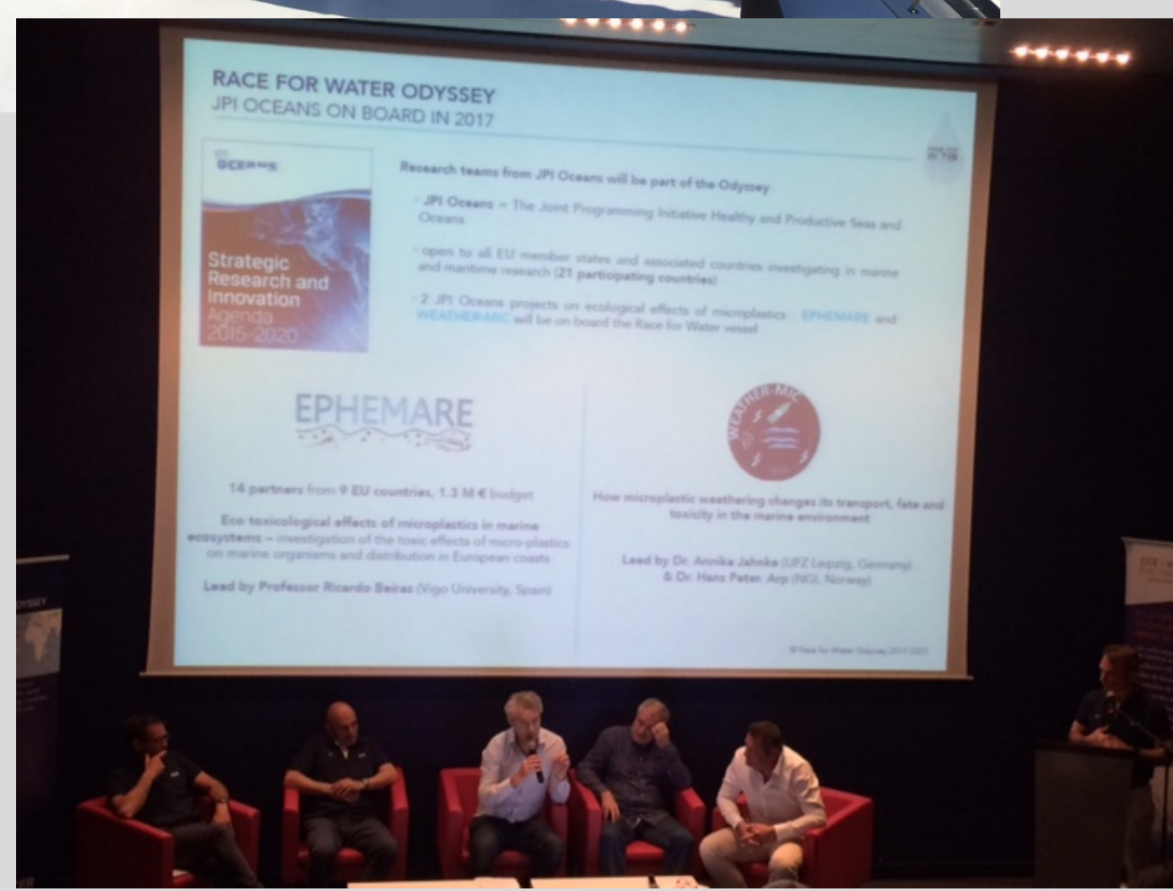 RACE FOR WATER ODYSSEY
JPI OCEANS ON BOARD IN 2017
OCEANS
Strategic
Research and
Innovation
Agenda
2015-2020
Research teams from JPI Oceans will be part of the Odyssey
- JPI Oceans – The Joint Programming Initiative Healthy and Productive Seas and
Oceans
- open to all EU member states and associated countries investigating in marine
and maritime research (21 participating countries)
- 2 JPI Oceans projects on ecological effects of microplastics : EPHEMARE and
WEATHER-MIC will be on board the Race for Water vessel
EPHEMARE
14 partners from 9 EU countries, 1.3 M € budget
Eco toxicological effects of microplastics in marine
ecosystems – investigation of the toxic effects of micro-plastics
on marine organisms and distribution in European coasts
Lead by Professor Ricardo Beiras (Vigo University, Spain)
WEATHER-MIC
How microplastic weathering changes its transport, fate and
toxicity in the marine environment
Lead by Dr. Annika Jahnke (UFZ Leipzig, Germany)
& Dr. Hans Peter. Arp (NGI, Norway)
© Race for Water Odyssey 2017-2021